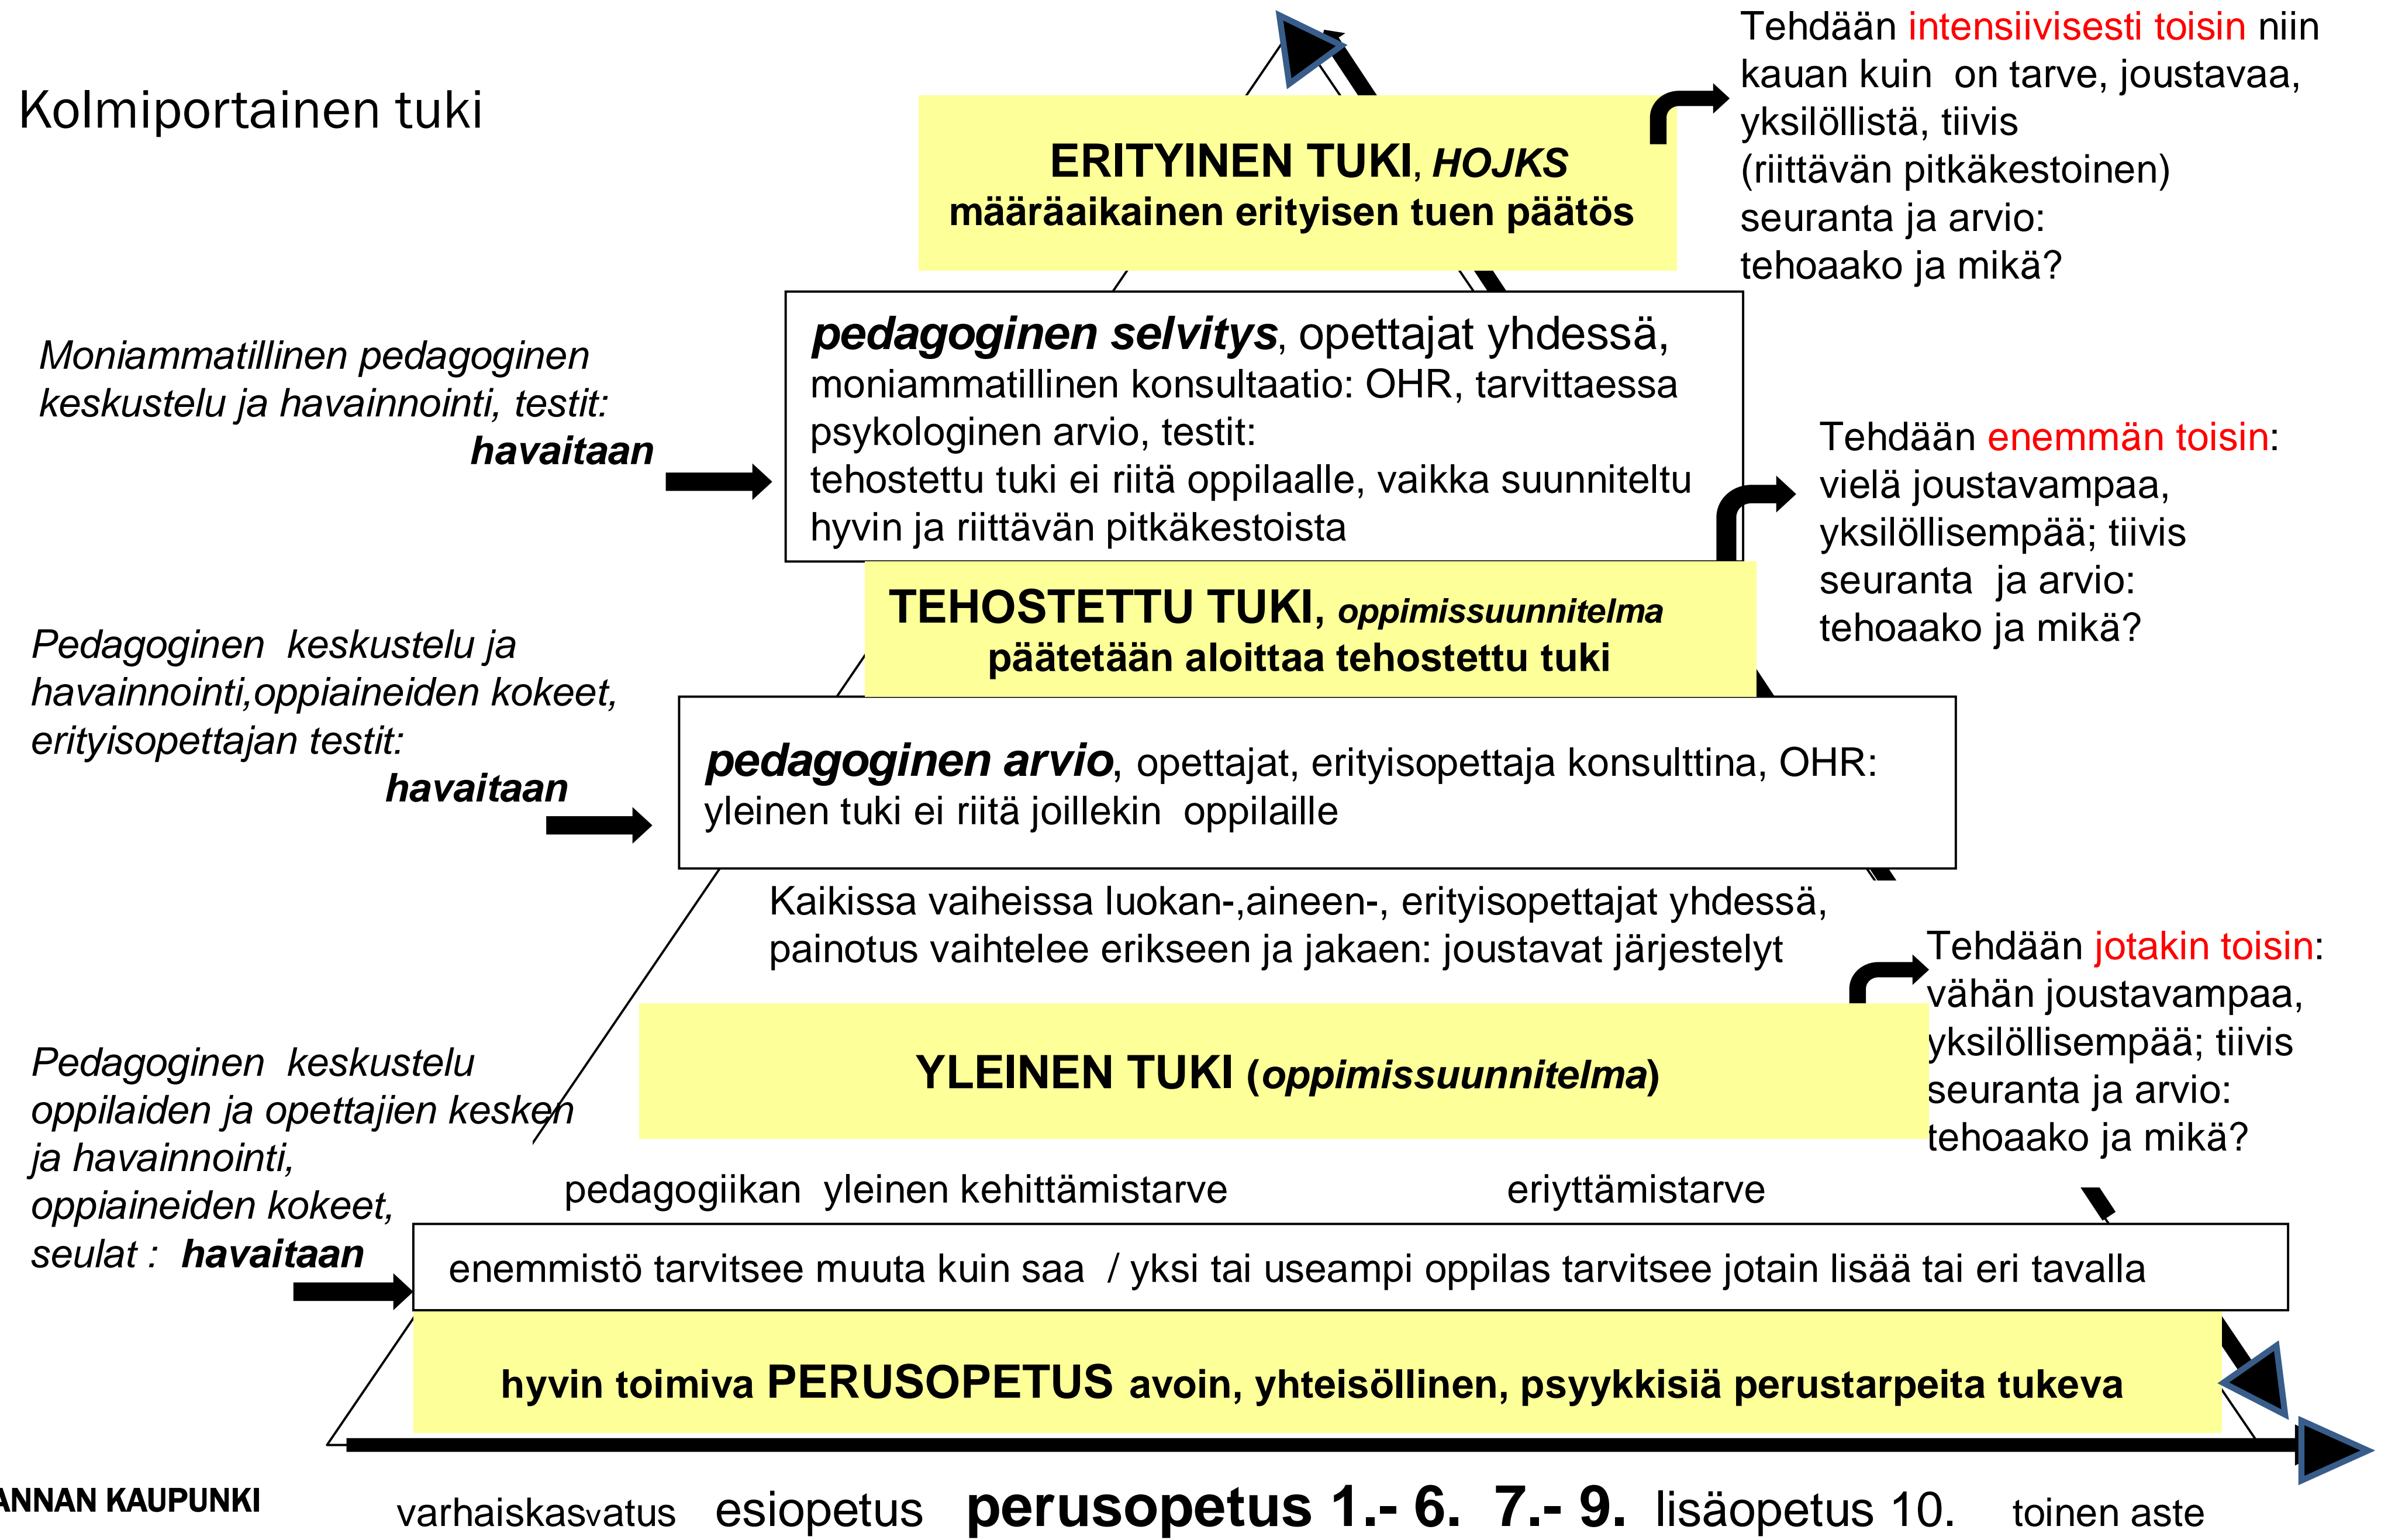 Kolmiportainen tuki
Tehdään intensiivisesti toisin niin
kauan kuin on tarve, joustavaa,
yksilöllistä, tiivis
(riittävän pitkäkestoinen)
seuranta ja arvio:
tehoaako ja mikä?
ERITYINEN TUKI, HOJKS
määräaikainen erityisen tuen päätös
Moniammatillinen pedagoginen
keskustelu ja havainnointi, testit:
havaitaan
pedagoginen selvitys, opettajat yhdessä,
moniammatillinen konsultaatio: OHR, tarvittaessa
psykologinen arvio, testit:
tehostettu tuki ei riitä oppilaalle, vaikka suunniteltu
hyvin ja riittävän pitkäkestoista
Tehdään enemmän toisin:
vielä joustavampaa,
yksilöllisempää; tiivis
seuranta ja arvio:
tehoaako ja mikä?
TEHOSTETTU TUKI, oppimissuunnitelma
päätetään aloittaa tehostettu tuki
Pedagoginen keskustelu ja
havainnointi,oppiaineiden kokeet,
erityisopettajan testit:
havaitaan
pedagoginen arvio, opettajat, erityisopettaja konsulttina, OHR:
yleinen tuki ei riitä joillekin oppilaille
Kaikissa vaiheissa luokan-,aineen-, erityisopettajat yhdessä,
painotus vaihtelee erikseen ja jakaen: joustavat järjestelyt
Tehdään jotakin toisin:
vähän joustavampaa,
yksilöllisempää; tiivis
seuranta ja arvio:
tehoaako ja mikä?
YLEINEN TUKI (oppimissuunnitelma)
Pedagoginen keskustelu
oppilaiden ja opettajien kesken
ja havainnointi,
oppiaineiden kokeet,
seulat : havaitaan
pedagogiikan yleinen kehittämistarve eriyttämistarve
enemmistö tarvitsee muuta kuin saa / yksi tai useampi oppilas tarvitsee jotain lisää tai eri tavalla
hyvin toimiva PERUSOPETUS avoin, yhteisöllinen, psyykkisiä perustarpeita tukeva
ANNAN KAUPUNKI
varhaiskasvatus esiopetus perusopetus 1.- 6. 7.- 9. lisäopetus 10. toinen aste